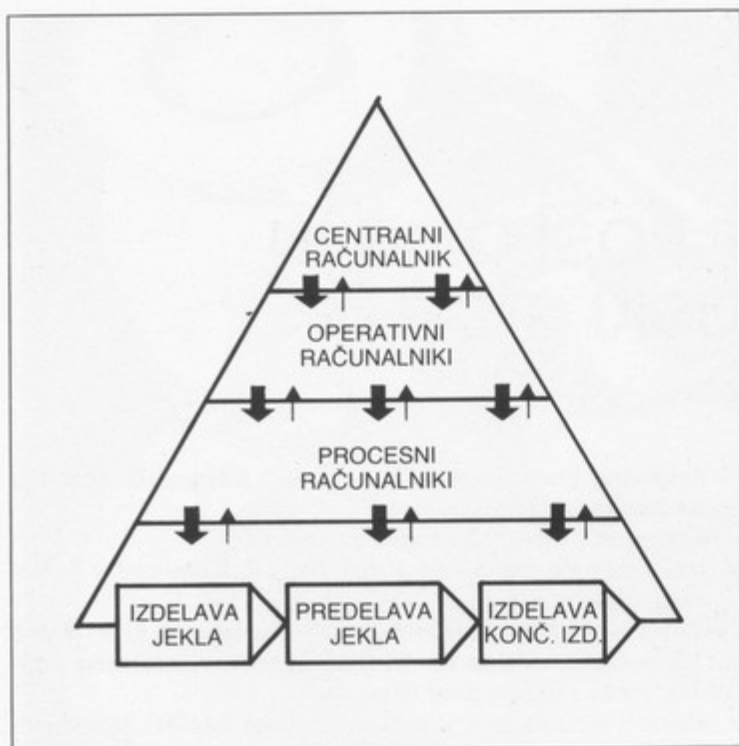 CENTRALNI
RAČUNALNIK
OPERATIVNI
RAČUNALNIKI
PROCESNI
RAČUNALNIKI
IZDELAVA
JEKLA
PREDELAVA
JEKLA
IZDELAVA
KONČ. IZD.